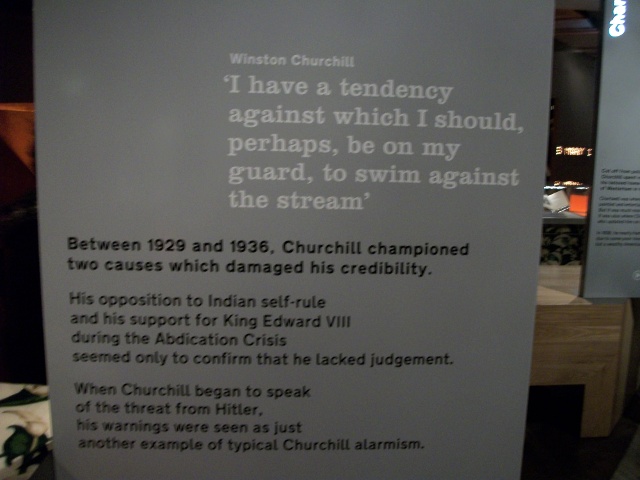 Winston Churchill
‘I have a tendency
against which I should,
perhaps, be on my
guard, to swim against
the stream’
Between 1929 and 1936, Churchill championed
two causes which damaged his credibility.
His opposition to Indian self-rule
and his support for King Edward VIII
during the Abdication Crisis
seemed only to confirm that he lacked judgement.
When Churchill began to speak
of the threat from Hitler,
his warnings were seen as just
another example of typical Churchill alarmism.